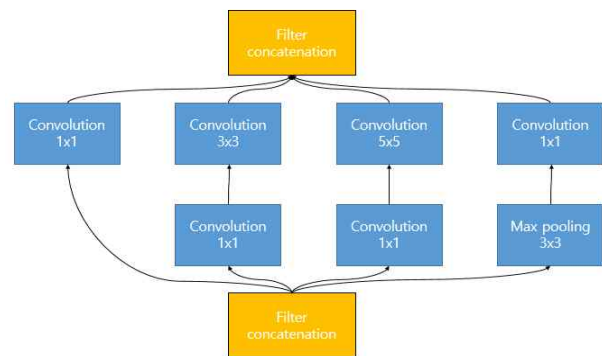 Filter
concatenation
Convolution
1x1
Convolution
3x3
Convolution
5x5
Convolution
1x1
Convolution
1x1
Convolution
1x1
Max pooling
3x3
Filter
concatenation